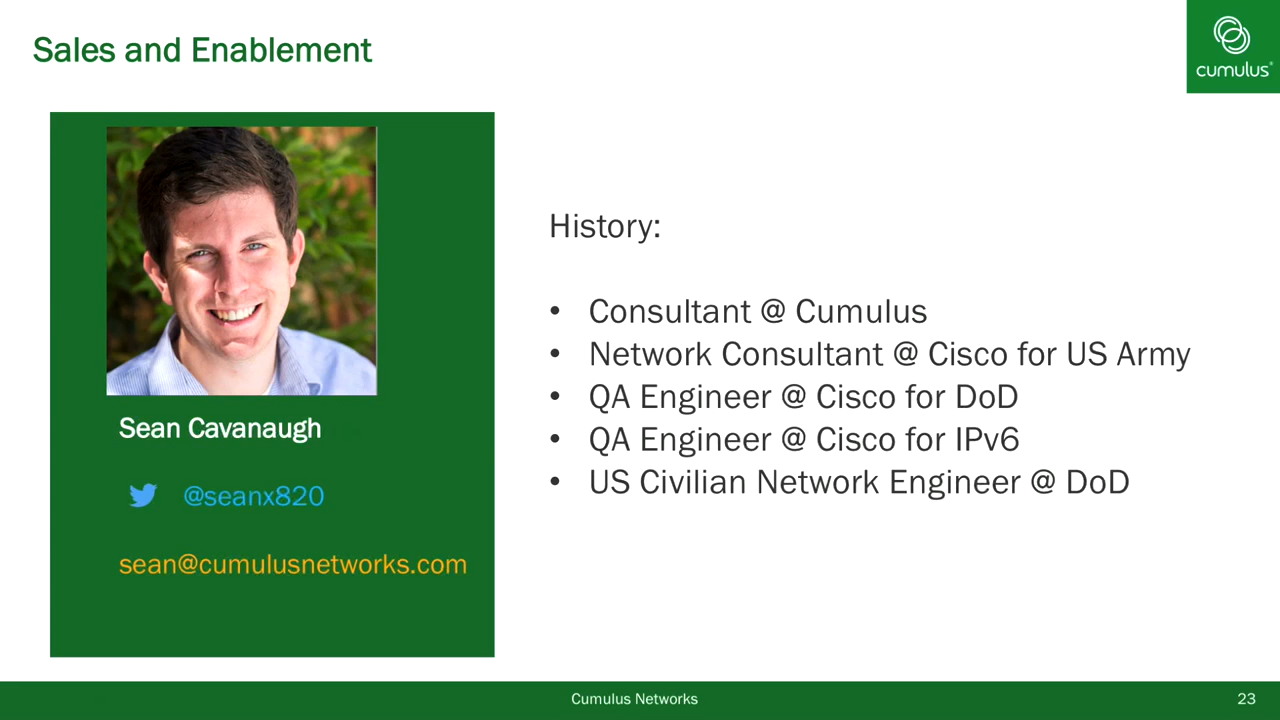 Sales and Enablement
cumulus®
Sean Cavanaugh
@seanx820
sean@cumulusnetworks.com
History:
• Consultant @ Cumulus
• Network Consultant @ Cisco for US Army
• QA Engineer @ Cisco for DoD
• QA Engineer @ Cisco for IPv6
• US Civilian Network Engineer @ DoD
Cumulus Networks
23